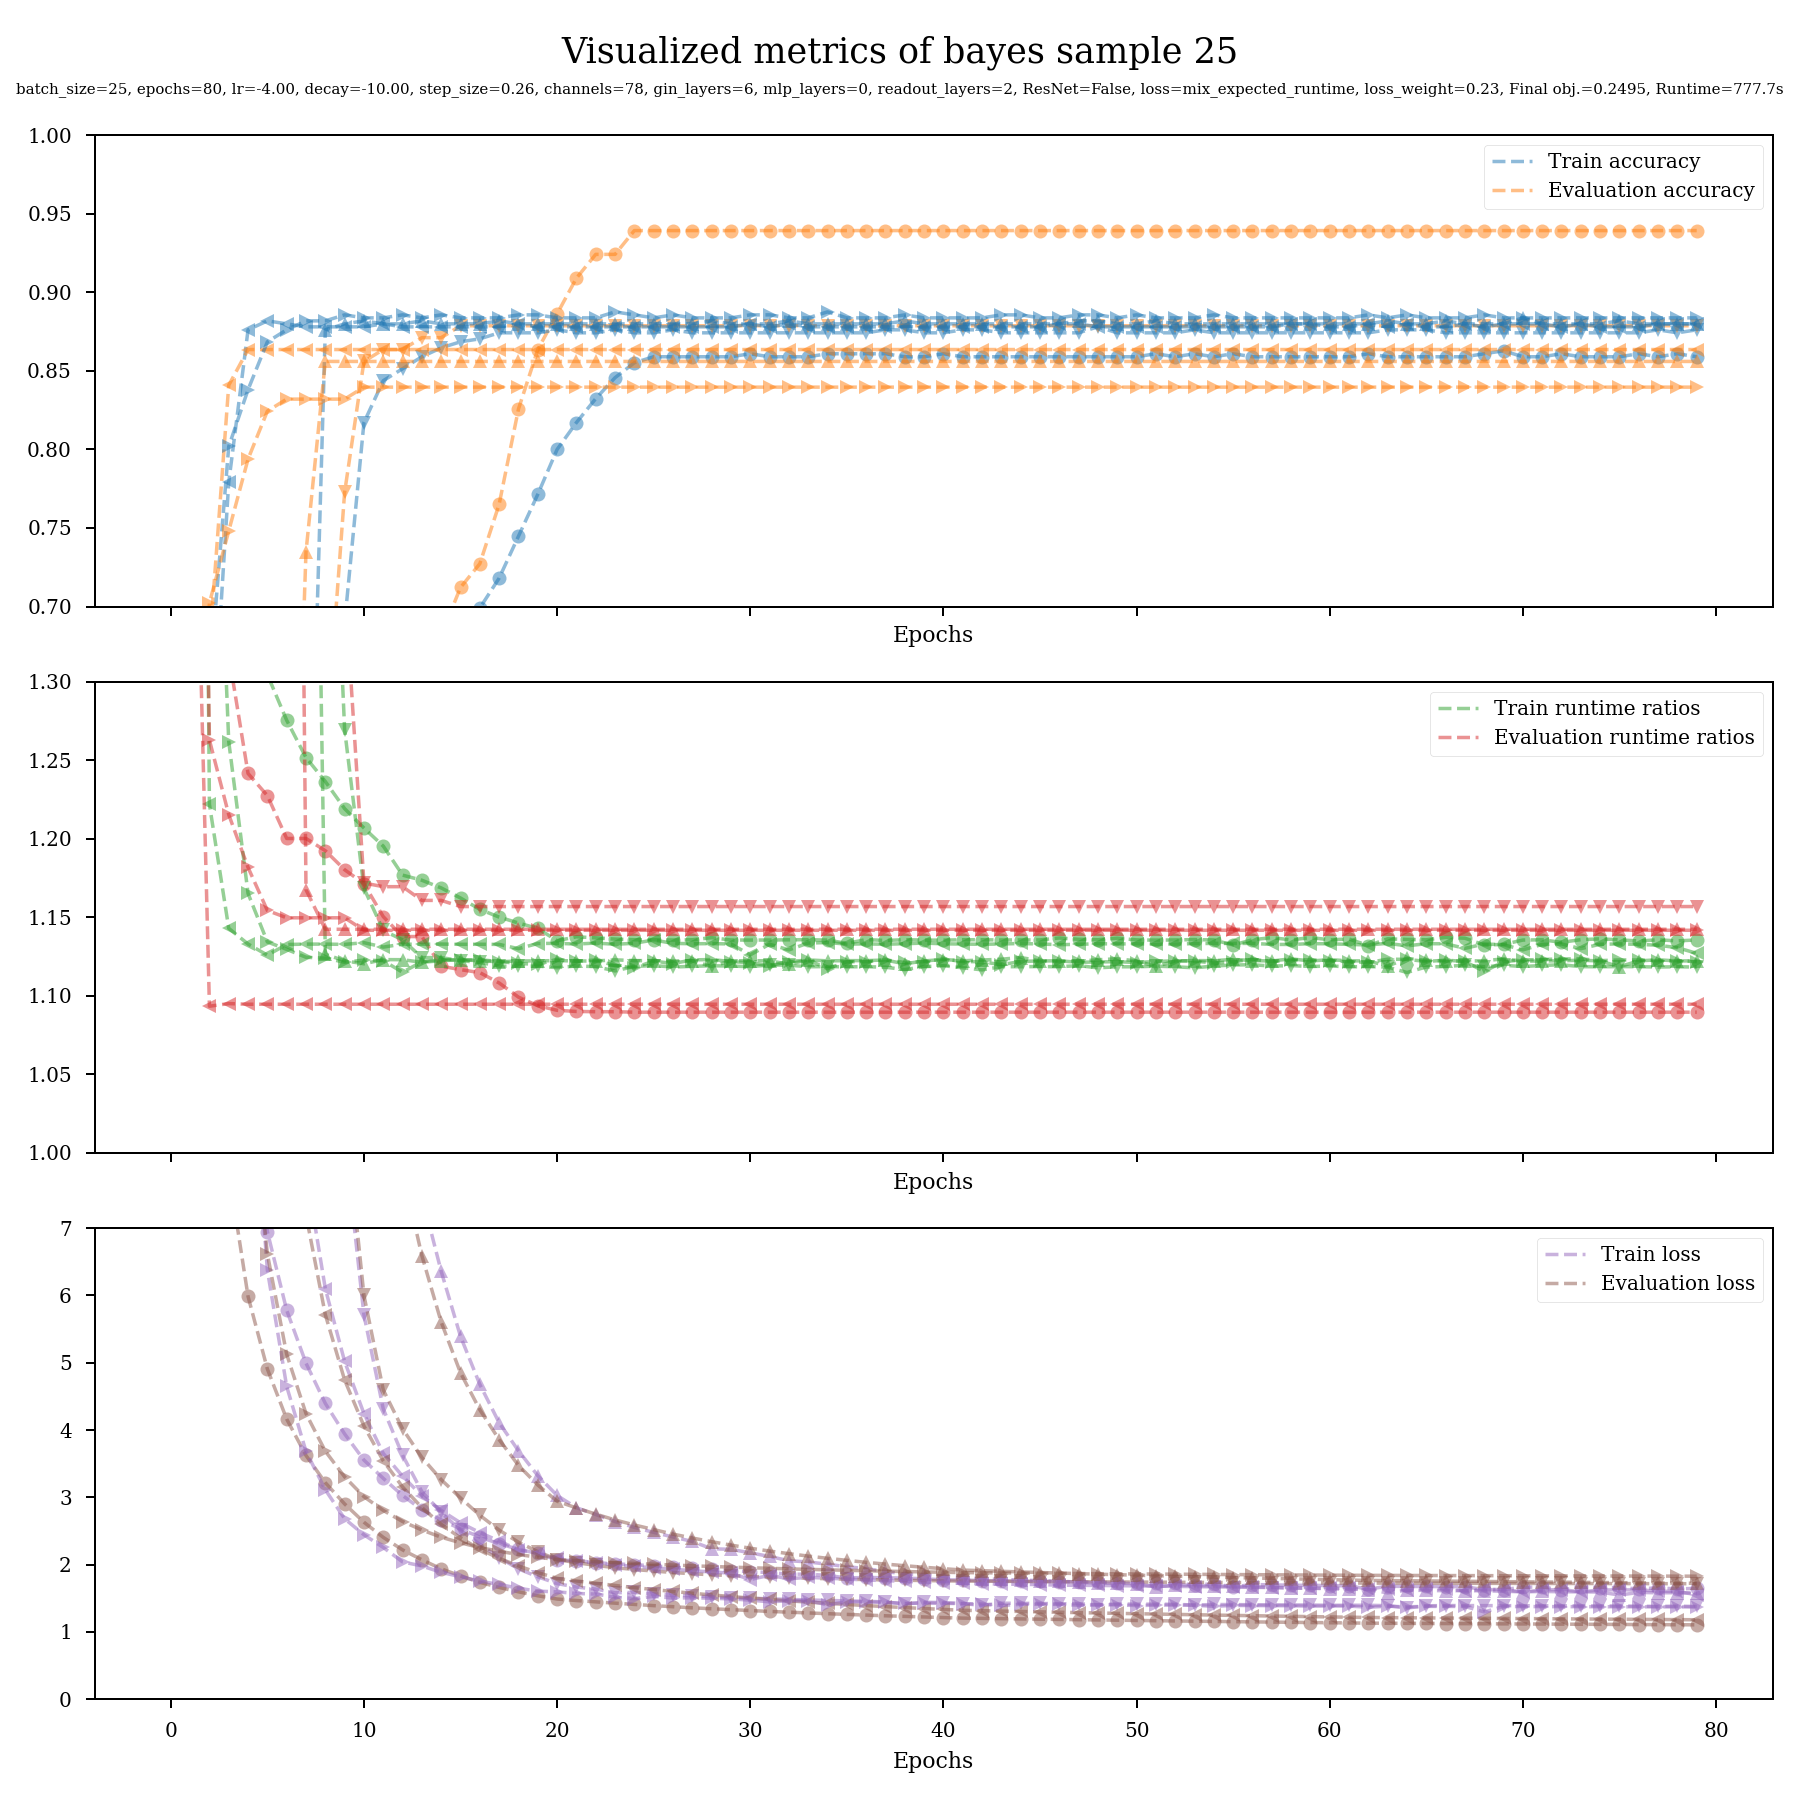 Visualized metrics of bayes sample 25
batch_size=25, epochs=80, lr=-4.00, decay=-10.00, step_size=0.26, channels=78, gin_layers=6, mlp_layers=0, readout_layers=2, ResNet=False, loss=mix_expected_runtime, loss_weight=0.23, Final obj.=0.2495, Runtime=777.7s
1.00
0.95
0.90
0.85
0.80
0.75
0.70
Train accuracy
Evaluation accuracy
Epochs
1.30
1.25
1.20
1.15
1.10
1.05
1.00
Train runtime ratios
Evaluation runtime ratios
Epochs
7
6
5
4
3
2
1
0
Train loss
Evaluation loss
0 10 20 30 40 50 60 70 80
Epochs